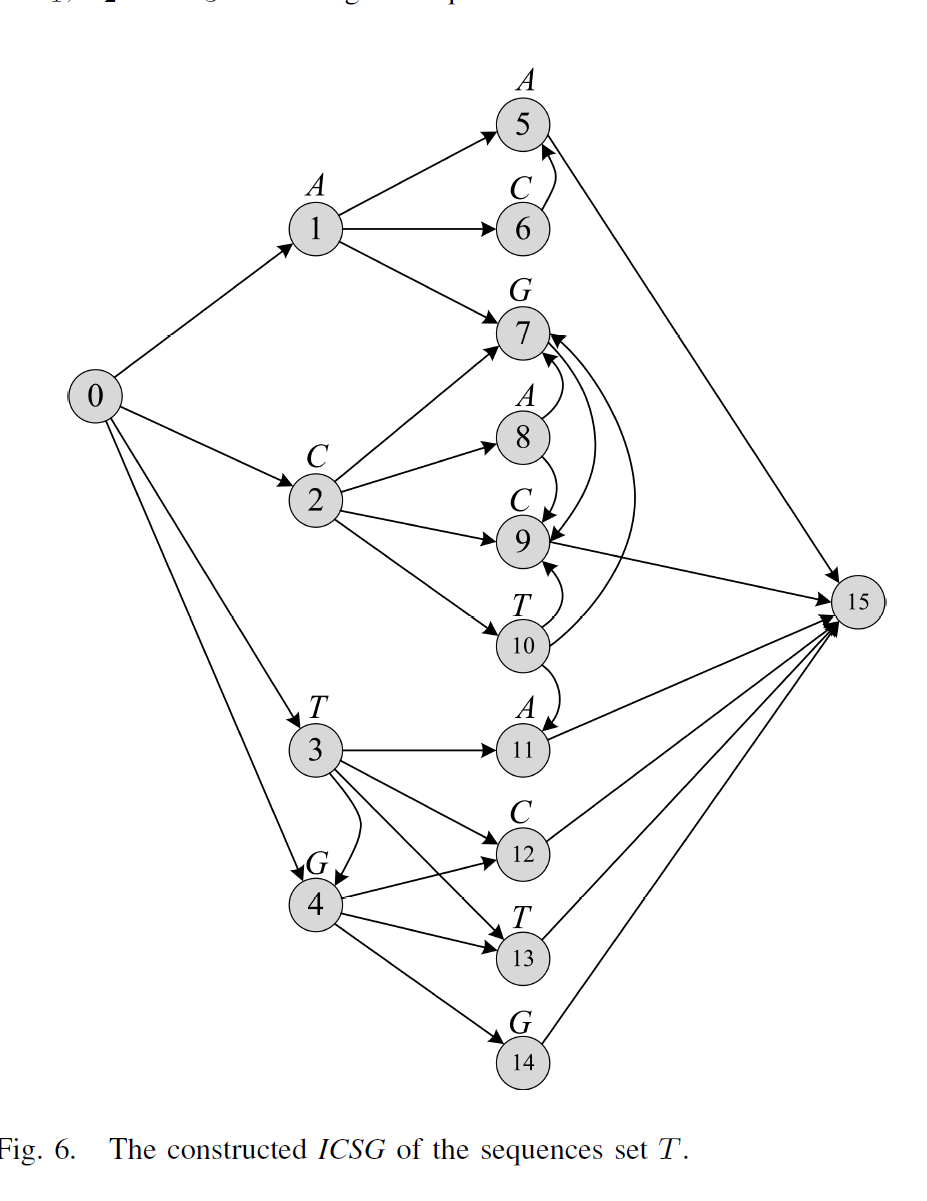 A
5
C
A
6
1
G
7
A
0
8
C
C
2
9
T
15
10
T
A
3
11
C
G
12
4
T
13
G
14
Fig. 6. The constructed ICSG of the sequences set T.